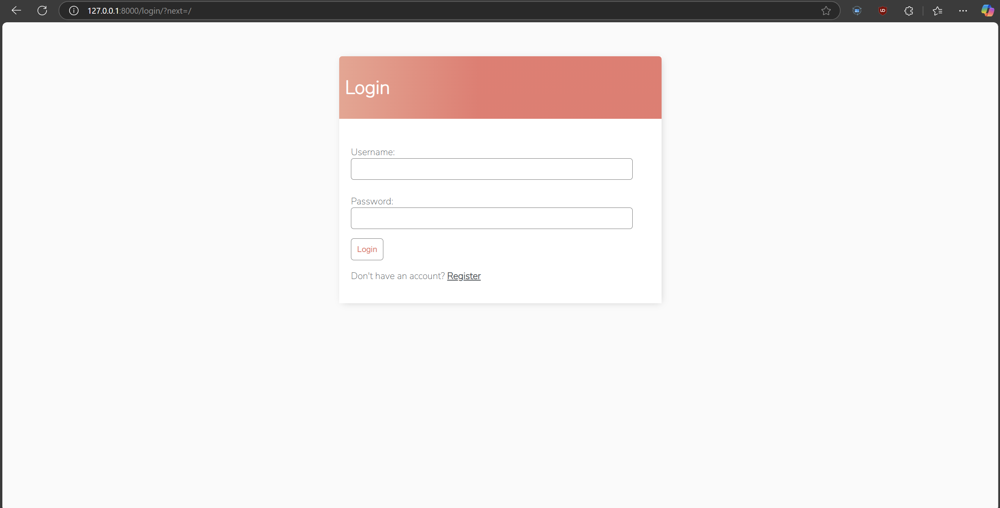 127.0.0.1:8000/login/?next=/
Login
Username:
Password:
Login
Don't have an account? Register